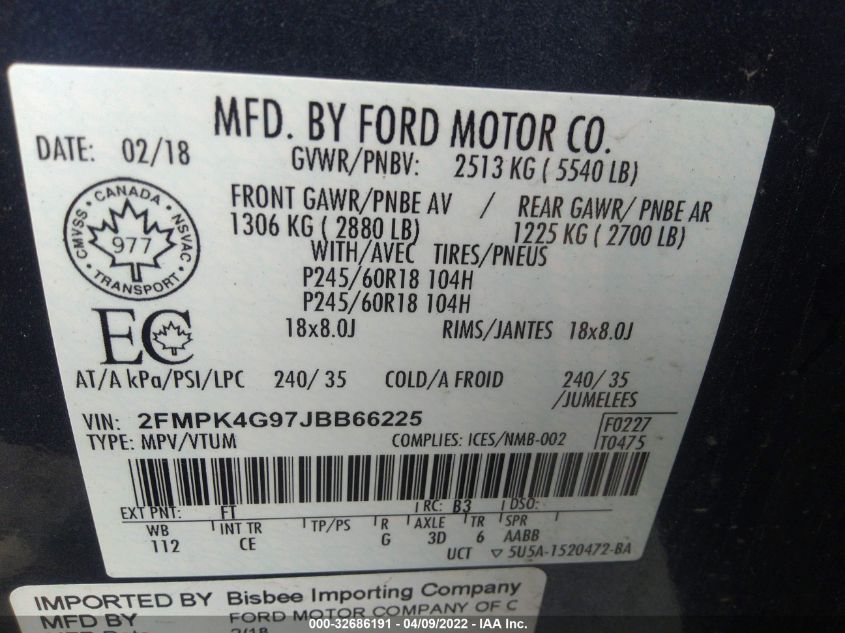 MFD. BY FORD MOTOR CO.
DATE: 02/18
GVWR/PNBV: 2513 KG ( 5540 LB)
FRONT GAWR/PNBE AV / REAR GAWR/ PNBE AR
1306 KG ( 2880 LB) 1225 KG ( 2700 LB)
WITH/AVEC TIRES/PNEUS
P245/60R18 104H
P245/60R18 104H
18x8.0J RIMS/JANTES 18x8.0J
CANADA
CMVSS NSVAC
977
TRANSPORT
EC
AT/A kPa/PSI/LPC 240/ 35 COLD/A FROID 240/ 35
/JUMELEES
VIN: 2FMPK4G97JBB66225
F0227
TYPE: MPV/VTUM COMPLIES: ICES/NMB-002 T0475
EXT PNT: FT RC: B3 DSO:
WB INT TR TP/PS R AXLE TR SPR
112 CE G 3D 6 AABB
UCT ▽ 5U5A-1520472-BA
IMPORTED BY Bisbee Importing Company
MFD BY FORD MOTOR COMPANY OF C
000-32686191 - 04/09/2022 - IAA Inc.